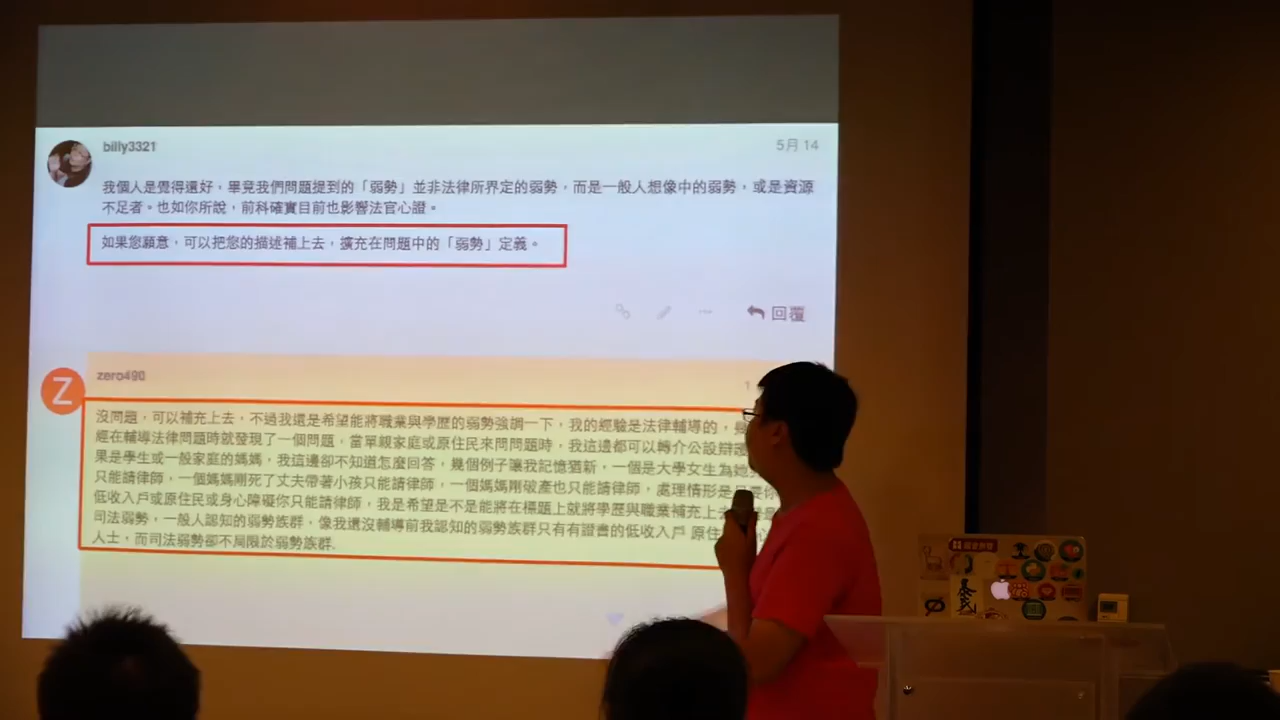 billy3321
5月 14
我個人是覺得還好，畢竟我們問題提到的「弱勢」並非法律所界定的弱勢，而是一般人想像中的弱勢，或是資源
不足者。也如你所說，前科確實目前也影響法官心證。
如果您願意，可以把您的描述補上去，擴充在問題中的「弱勢」定義。
回覆
Z
zero490
1
沒問題，可以補充上去，不過我還是希望能將職業與學歷的弱勢強調一下，我的經驗是法律輔導的，
經在輔導法律問題時就發現了一個問題，當單親家庭或原住民來問問題時，我這邊都可以轉介公設辯
果是學生或一般家庭的媽媽，我這邊卻不知道怎麼回答，幾個例子讓我記憶猶新，一個是大學女生為她
只能請律師，一個媽媽剛死了丈夫帶著小孩只能請律師，一個媽媽剛破產也只能請律師，處理情形是只要你
低收入戶或原住民或身心障礙你只能請律師，我是希望是不是能將在標題上就將學歷與職業補充上
司法弱勢，一般人認知的弱勢族群，像我還沒輔導前我認知的弱勢族群只有有證書的低收入戶 原住
人士，而司法弱勢卻不局限於弱勢族群.